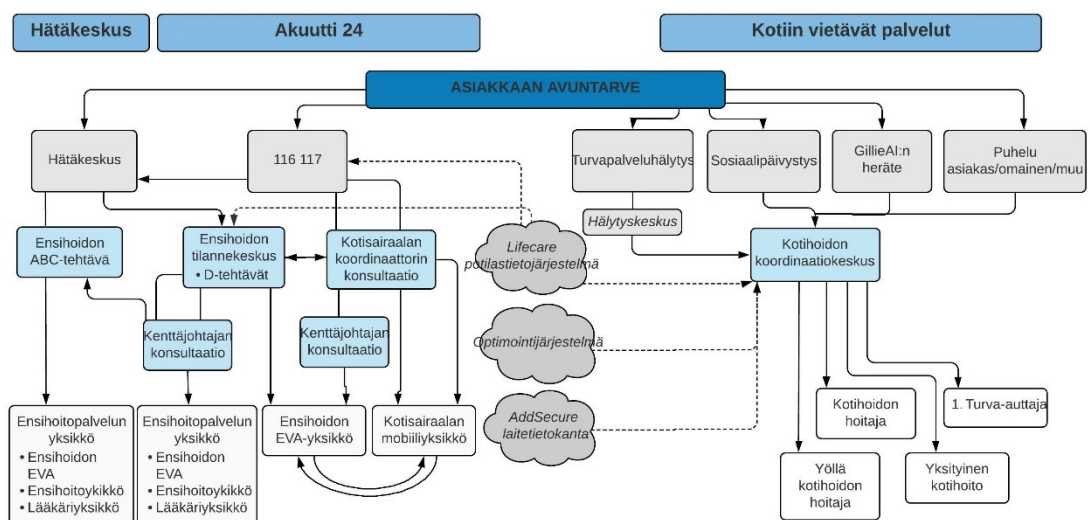 Hätäkeskus
Akuutti 24
Kotiin vietävät palvelut
ASIAKKAAN AVUNTARVE
Hätäkeskus
116 117
Turvapalveluhälytys
Sosiaalipäivystys
GillieAI:n
heräte
Puhelu
asiakas/omainen/muu
Hälytyskeskus
Ensihoidon
ABC-tehtävä
Ensihoidon
tilannekeskus
• D-tehtävät
Kotisairaalan
koordinaattorin
konsultaatio
Lifecare
potilastietojärjestelmä
Kotihoidon
koordinaatiokeskus
Kenttäjohtajan
konsultaatio
Kenttäjohtajan
konsultaatio
Optimointijärjestelmä
Ensihoitopalvelun
yksikkö
• Ensihoidon
EVA
• Ensihoitoykikkö
• Lääkäriyksikkö
Ensihoitopalvelun
yksikkö
• Ensihoidon
EVA
• Ensihoitoykikkö
• Lääkäriyksikkö
Ensihoidon
EVA-yksikkö
Kotisairaalan
mobiiliyksikkö
AddSecure
laitetietokanta
Kotihoidon
hoitaja
1. Turva-auttaja
Yöllä
kotihoidon
hoitaja
Yksityinen
kotihoito